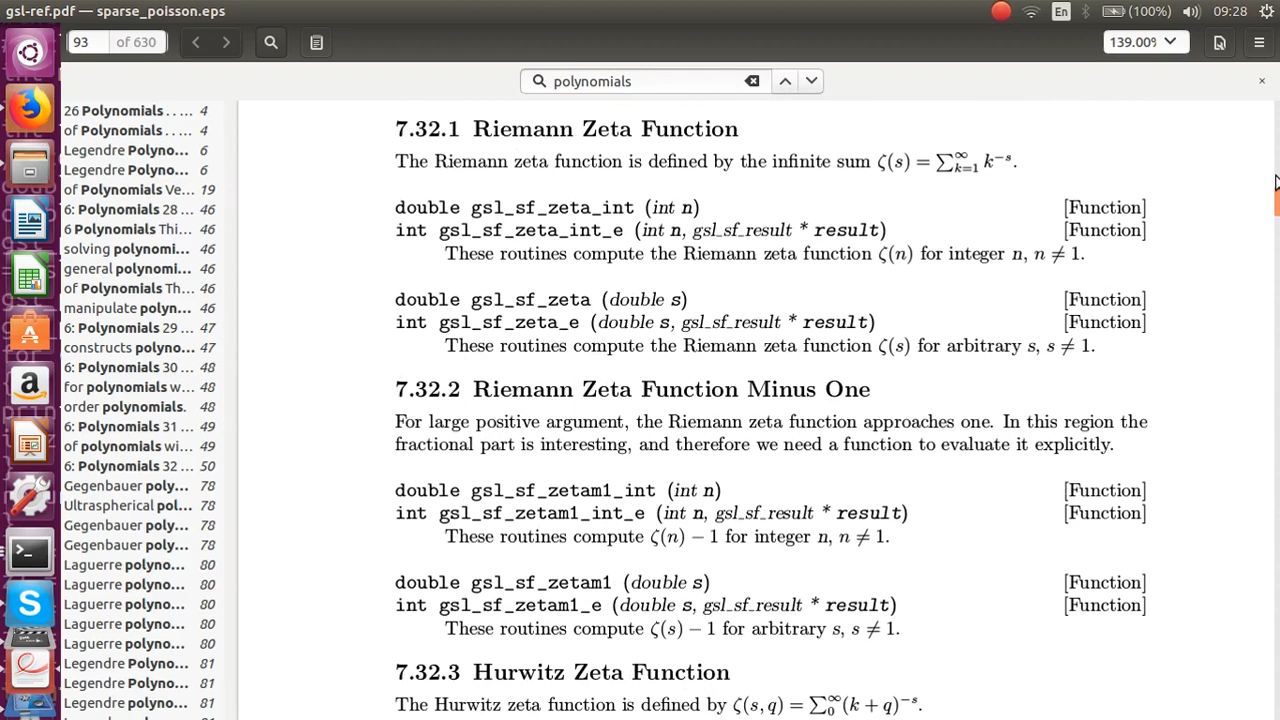 gsl-ref.pdf — sparse_poisson.eps
En
(100%)
09:28
93 of 630
139.00%
polynomials
26 Polynomials . . … 4
of Polynomials . . … 4
Legendre Polyno… 6
Legendre Polyno… 6
of Polynomials Ve… 19
6: Polynomials 28 … 46
6 Polynomials Thi… 46
solving polynomi… 46
general polynomi… 46
of Polynomials Th… 46
manipulate polyn… 46
6: Polynomials 29 … 47
constructs polyno… 47
6: Polynomials 30 … 48
for polynomials w… 48
order polynomials. 48
6: Polynomials 31 … 49
of polynomials wi… 49
6: Polynomials 32 … 50
Gegenbauer poly… 78
Ultraspherical pol… 78
Gegenbauer poly… 78
Gegenbauer poly… 78
Laguerre polyno… 80
Laguerre polyno… 80
Laguerre polyno… 80
Laguerre polyno… 80
Laguerre polyno… 80
Legendre Polyno… 81
Legendre Polyno… 81
Legendre polyno… 81
7.32.1 Riemann Zeta Function
The Riemann zeta function is defined by the infinite sum ζ(s) = ∑_{k=1}^{∞} k^{−s}.
double gsl_sf_zeta_int (int n) [Function]
int gsl_sf_zeta_int_e (int n, gsl_sf_result * result) [Function]
These routines compute the Riemann zeta function ζ(n) for integer n, n ≠ 1.
double gsl_sf_zeta (double s) [Function]
int gsl_sf_zeta_e (double s, gsl_sf_result * result) [Function]
These routines compute the Riemann zeta function ζ(s) for arbitrary s, s ≠ 1.
7.32.2 Riemann Zeta Function Minus One
For large positive argument, the Riemann zeta function approaches one. In this region the
fractional part is interesting, and therefore we need a function to evaluate it explicitly.
double gsl_sf_zetam1_int (int n) [Function]
int gsl_sf_zetam1_int_e (int n, gsl_sf_result * result) [Function]
These routines compute ζ(n) − 1 for integer n, n ≠ 1.
double gsl_sf_zetam1 (double s) [Function]
int gsl_sf_zetam1_e (double s, gsl_sf_result * result) [Function]
These routines compute ζ(s) − 1 for arbitrary s, s ≠ 1.
7.32.3 Hurwitz Zeta Function
The Hurwitz zeta function is defined by ζ(s, q) = ∑_{0}^{∞} (k + q)^{−s}.